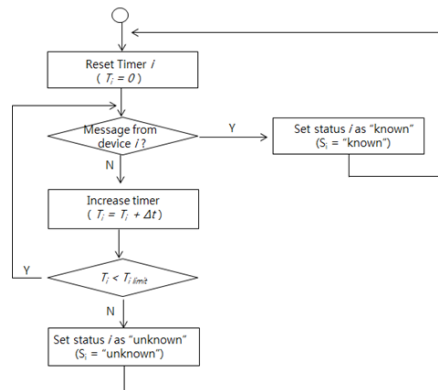 Reset Timer i
( Ti = 0 )
Message from
device i ?
Y
Set status i as "known"
(Si = "known")
N
Increase timer
( Ti = Ti + Δt )
Y
Ti < Ti limit
N
Set status i as "unknown"
(Si = "unknown")